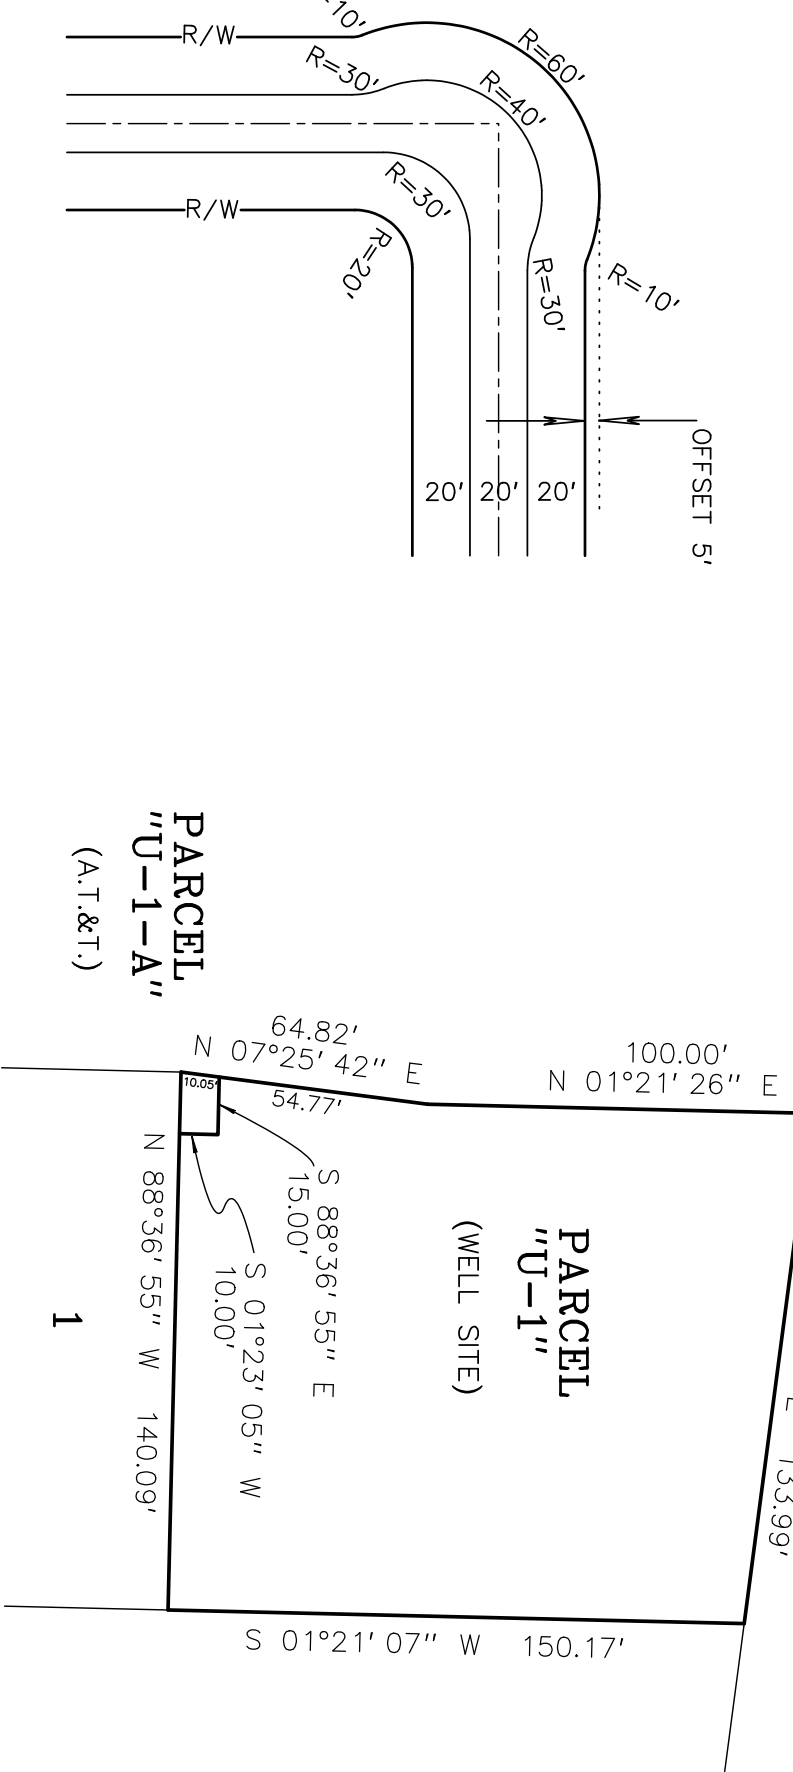 10'
R/W
R=30'
R=60'
R=40'
R=30'
R/W
R=20'
R=30'
R=10'
OFFSET 5'
20' 20' 20'
PARCEL
"U-1-A"
(A.T.&T.)
64.82'
N 07°25' 42" E
100.00'
N 01°21' 26" E
10.05'
54.77'
S 88°36' 55" E
15.00'
S 01°23' 05" W
10.00'
N 88°36' 55" W 140.09'
PARCEL
"U-1"
(WELL SITE)
1
133.99'
S 01°21' 07" W 150.17'